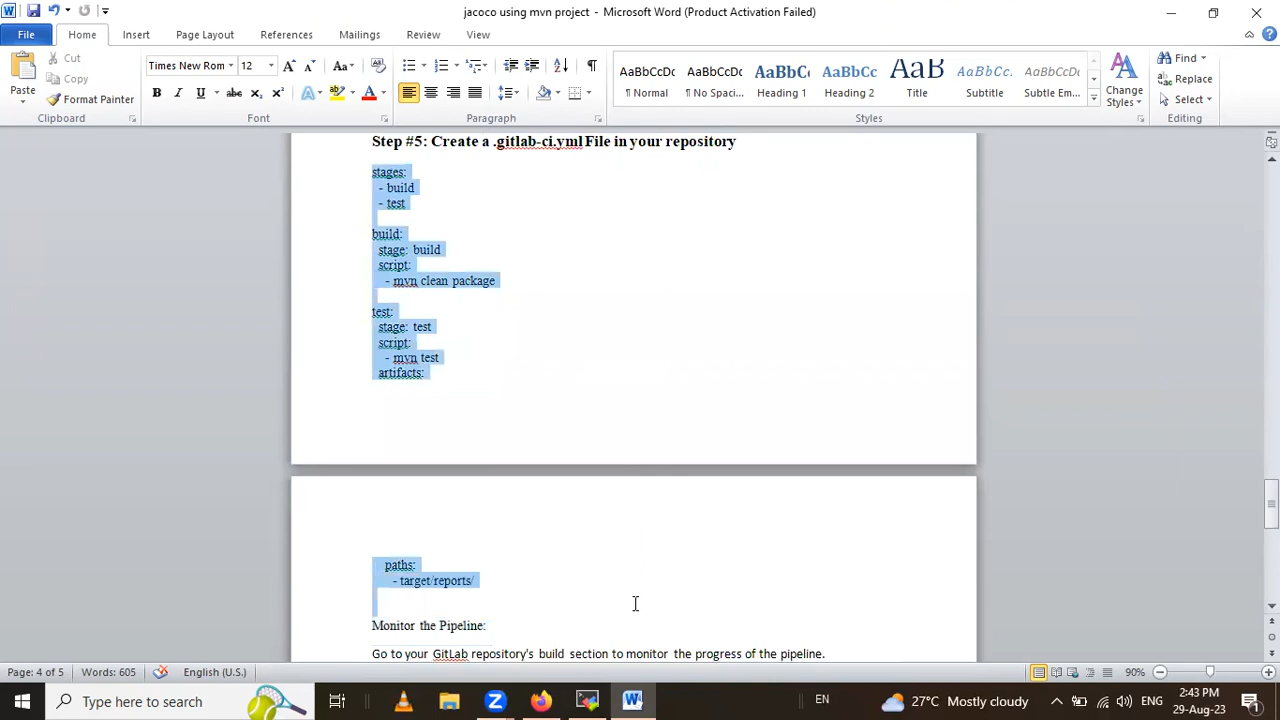 jacoco using mvn project - Microsoft Word (Product Activation Failed)
File Home Insert Page Layout References Mailings Review View
Paste
Cut
Copy
Format Painter
Clipboard
Times New Rom 12
Font
Paragraph
AaBbCcDc AaBbCcDc AaBbCc AaBbCc AaB AaBbCc. AaBbCcDc
¶ Normal ¶ No Spaci... Heading 1 Heading 2 Title Subtitle Subtle Em...
Change Styles
Styles
Find
Replace
Select
Editing
Step #5: Create a .gitlab-ci.yml File in your repository
stages:
- build
- test
build:
stage: build
script:
- mvn clean package
test:
stage: test
script:
- mvn test
artifacts:
paths:
- target/reports/
Monitor the Pipeline:
Go to your GitLab repository's build section to monitor the progress of the pipeline.
Page: 4 of 5 Words: 605 English (U.S.) 90%
Type here to search
EN
27°C Mostly cloudy
ENG
2:43 PM
29-Aug-23
1